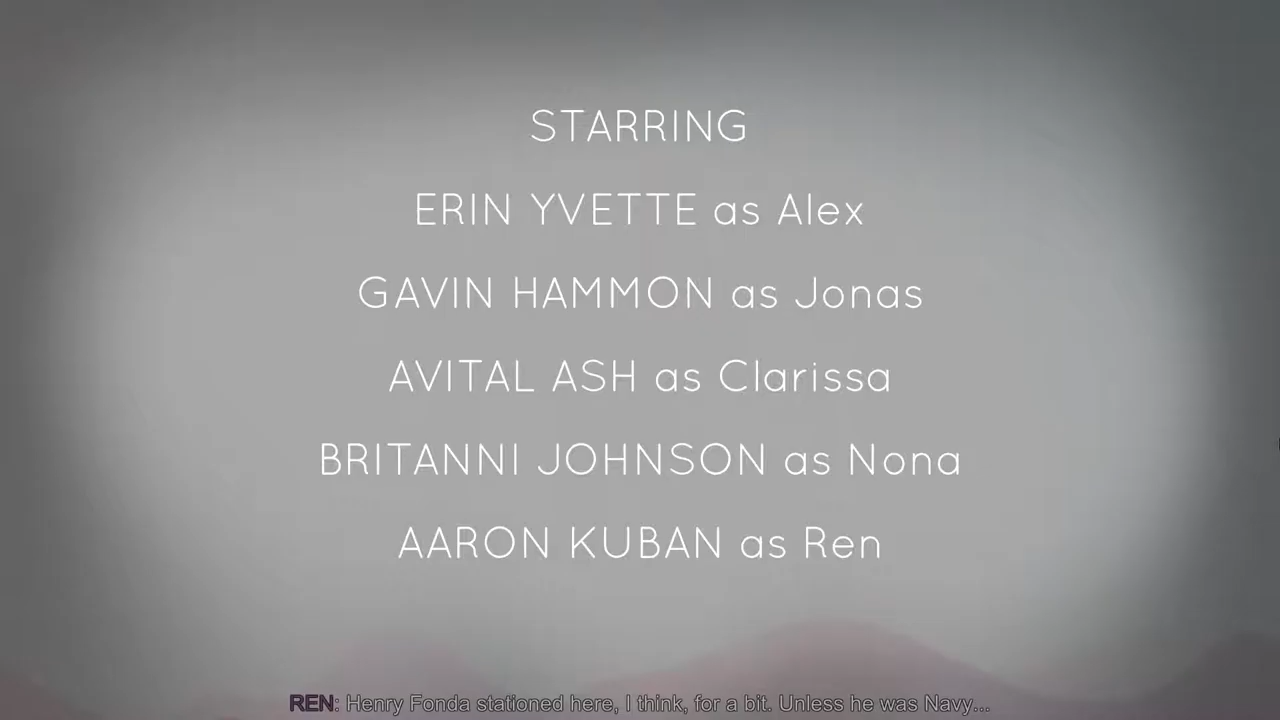 STARRING
ERIN YVETTE as Alex
GAVIN HAMMON as Jonas
AVITAL ASH as Clarissa
BRITANNI JOHNSON as Nona
AARON KUBAN as Ren
REN: Henry Fonda stationed here, I think, for a bit. Unless he was Navy...